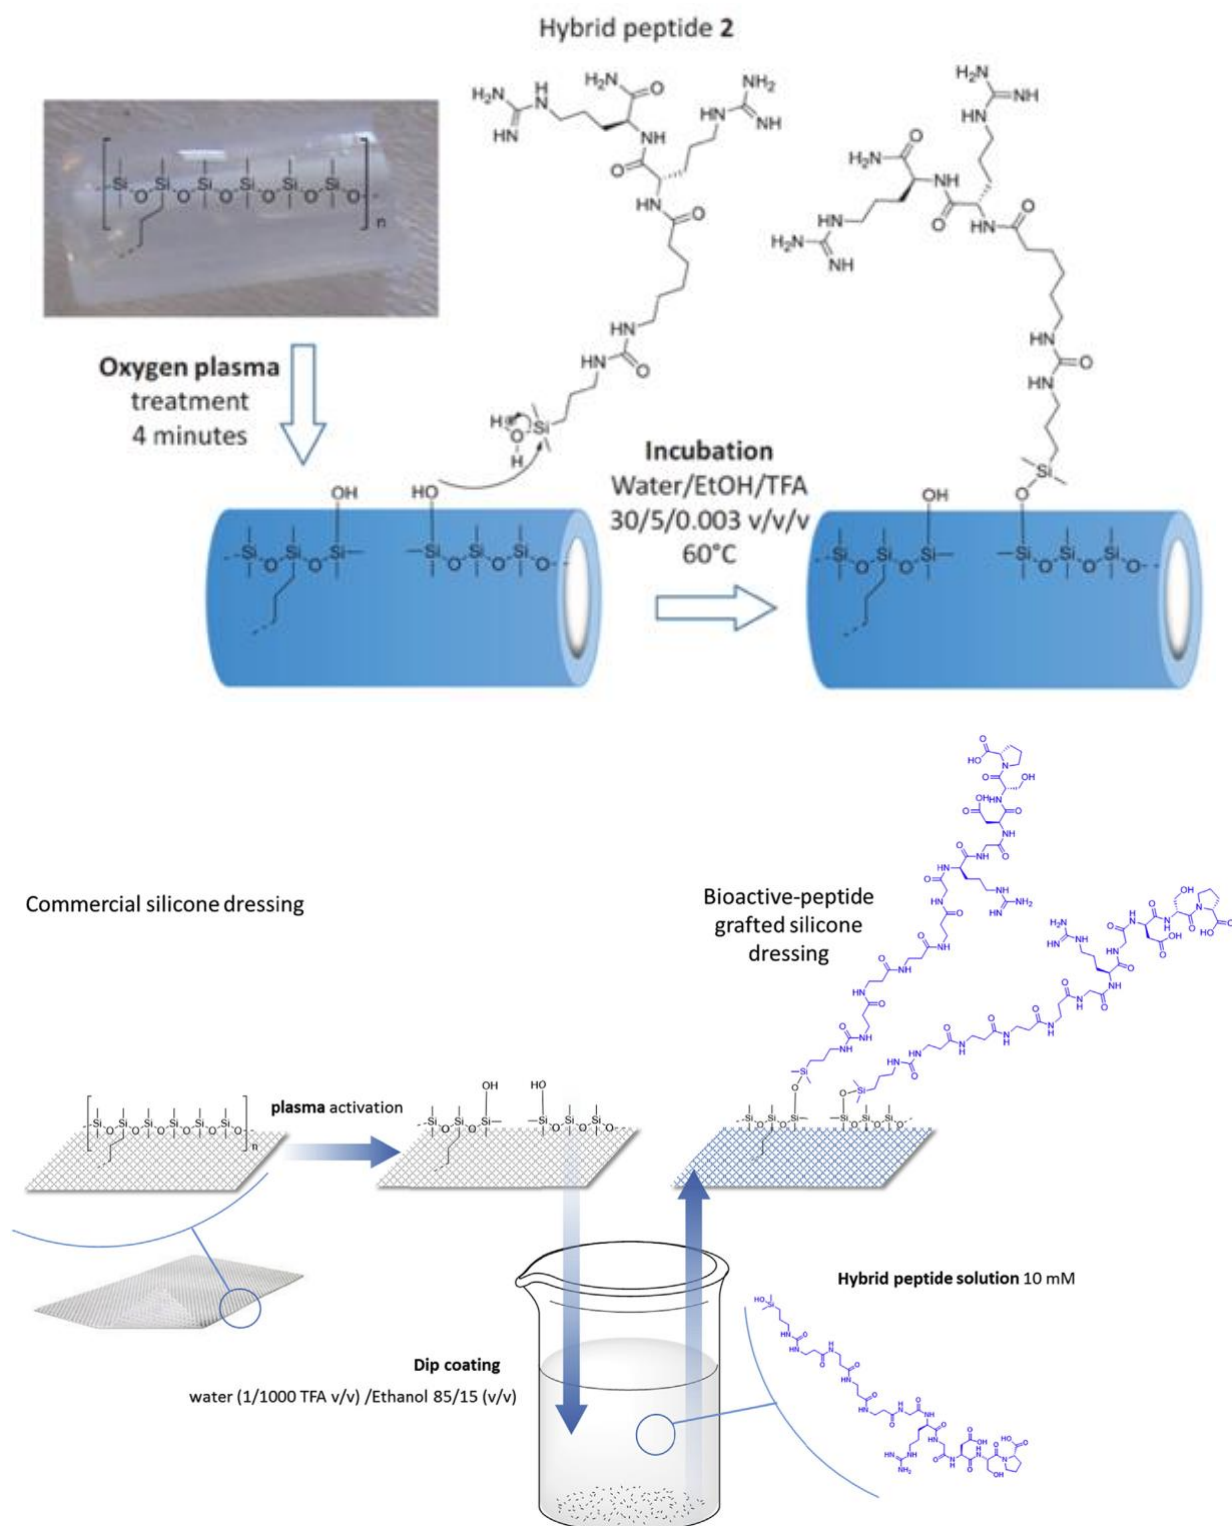 Hybrid peptide 2
Oxygen plasma
treatment
4 minutes
Incubation
Water/EtOH/TFA
30/5/0.003 v/v/v
60°C
Commercial silicone dressing
Bioactive-peptide
grafted silicone
dressing
plasma activation
Hybrid peptide solution 10 mM
Dip coating
water (1/1000 TFA v/v) /Ethanol 85/15 (v/v)